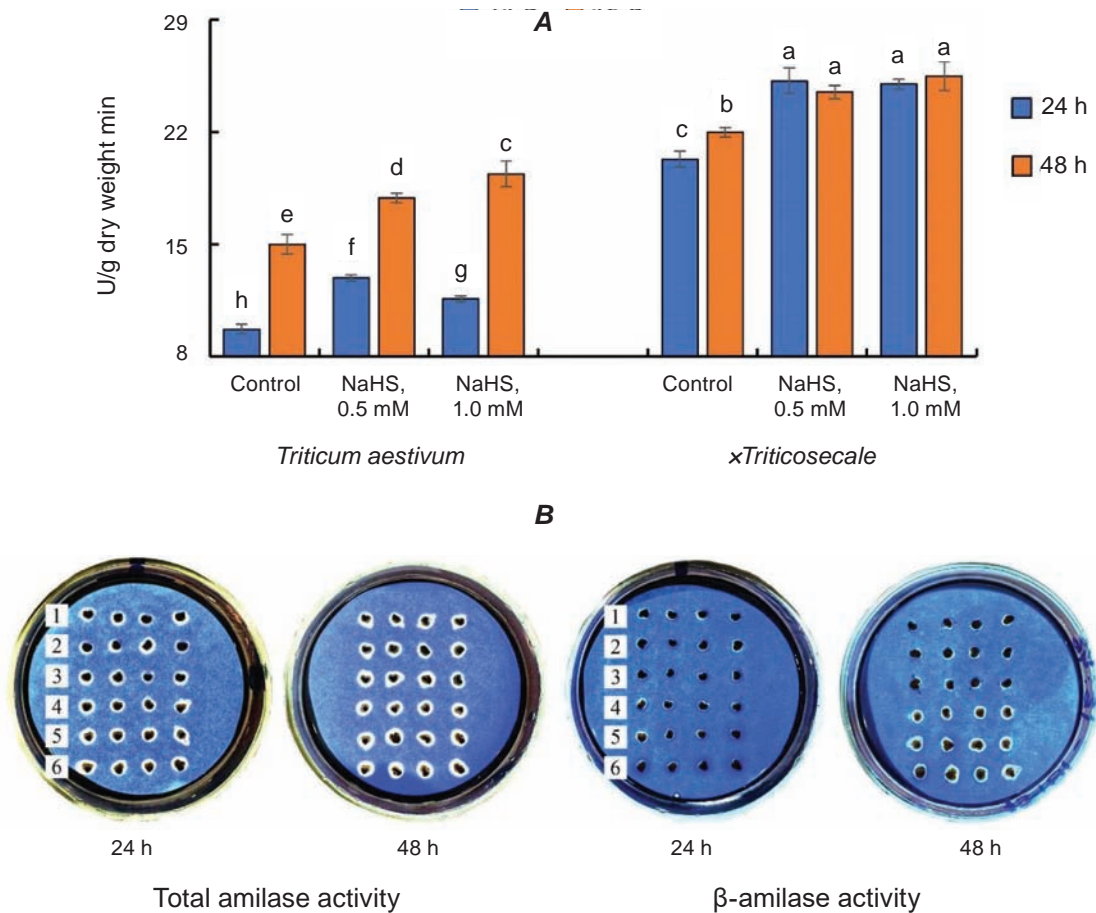 A
29
22
15
8
U/g dry weight min
h
e
f
d
g
c
c
b
a
a
a
a
24 h
48 h
Control
NaHS,
0.5 mM
NaHS,
1.0 mM
Control
NaHS,
0.5 mM
NaHS,
1.0 mM
Triticum aestivum
×Triticosecale
B
1
2
3
4
5
6
1
2
3
4
5
6
24 h
48 h
24 h
48 h
Total amilase activity
β-amilase activity